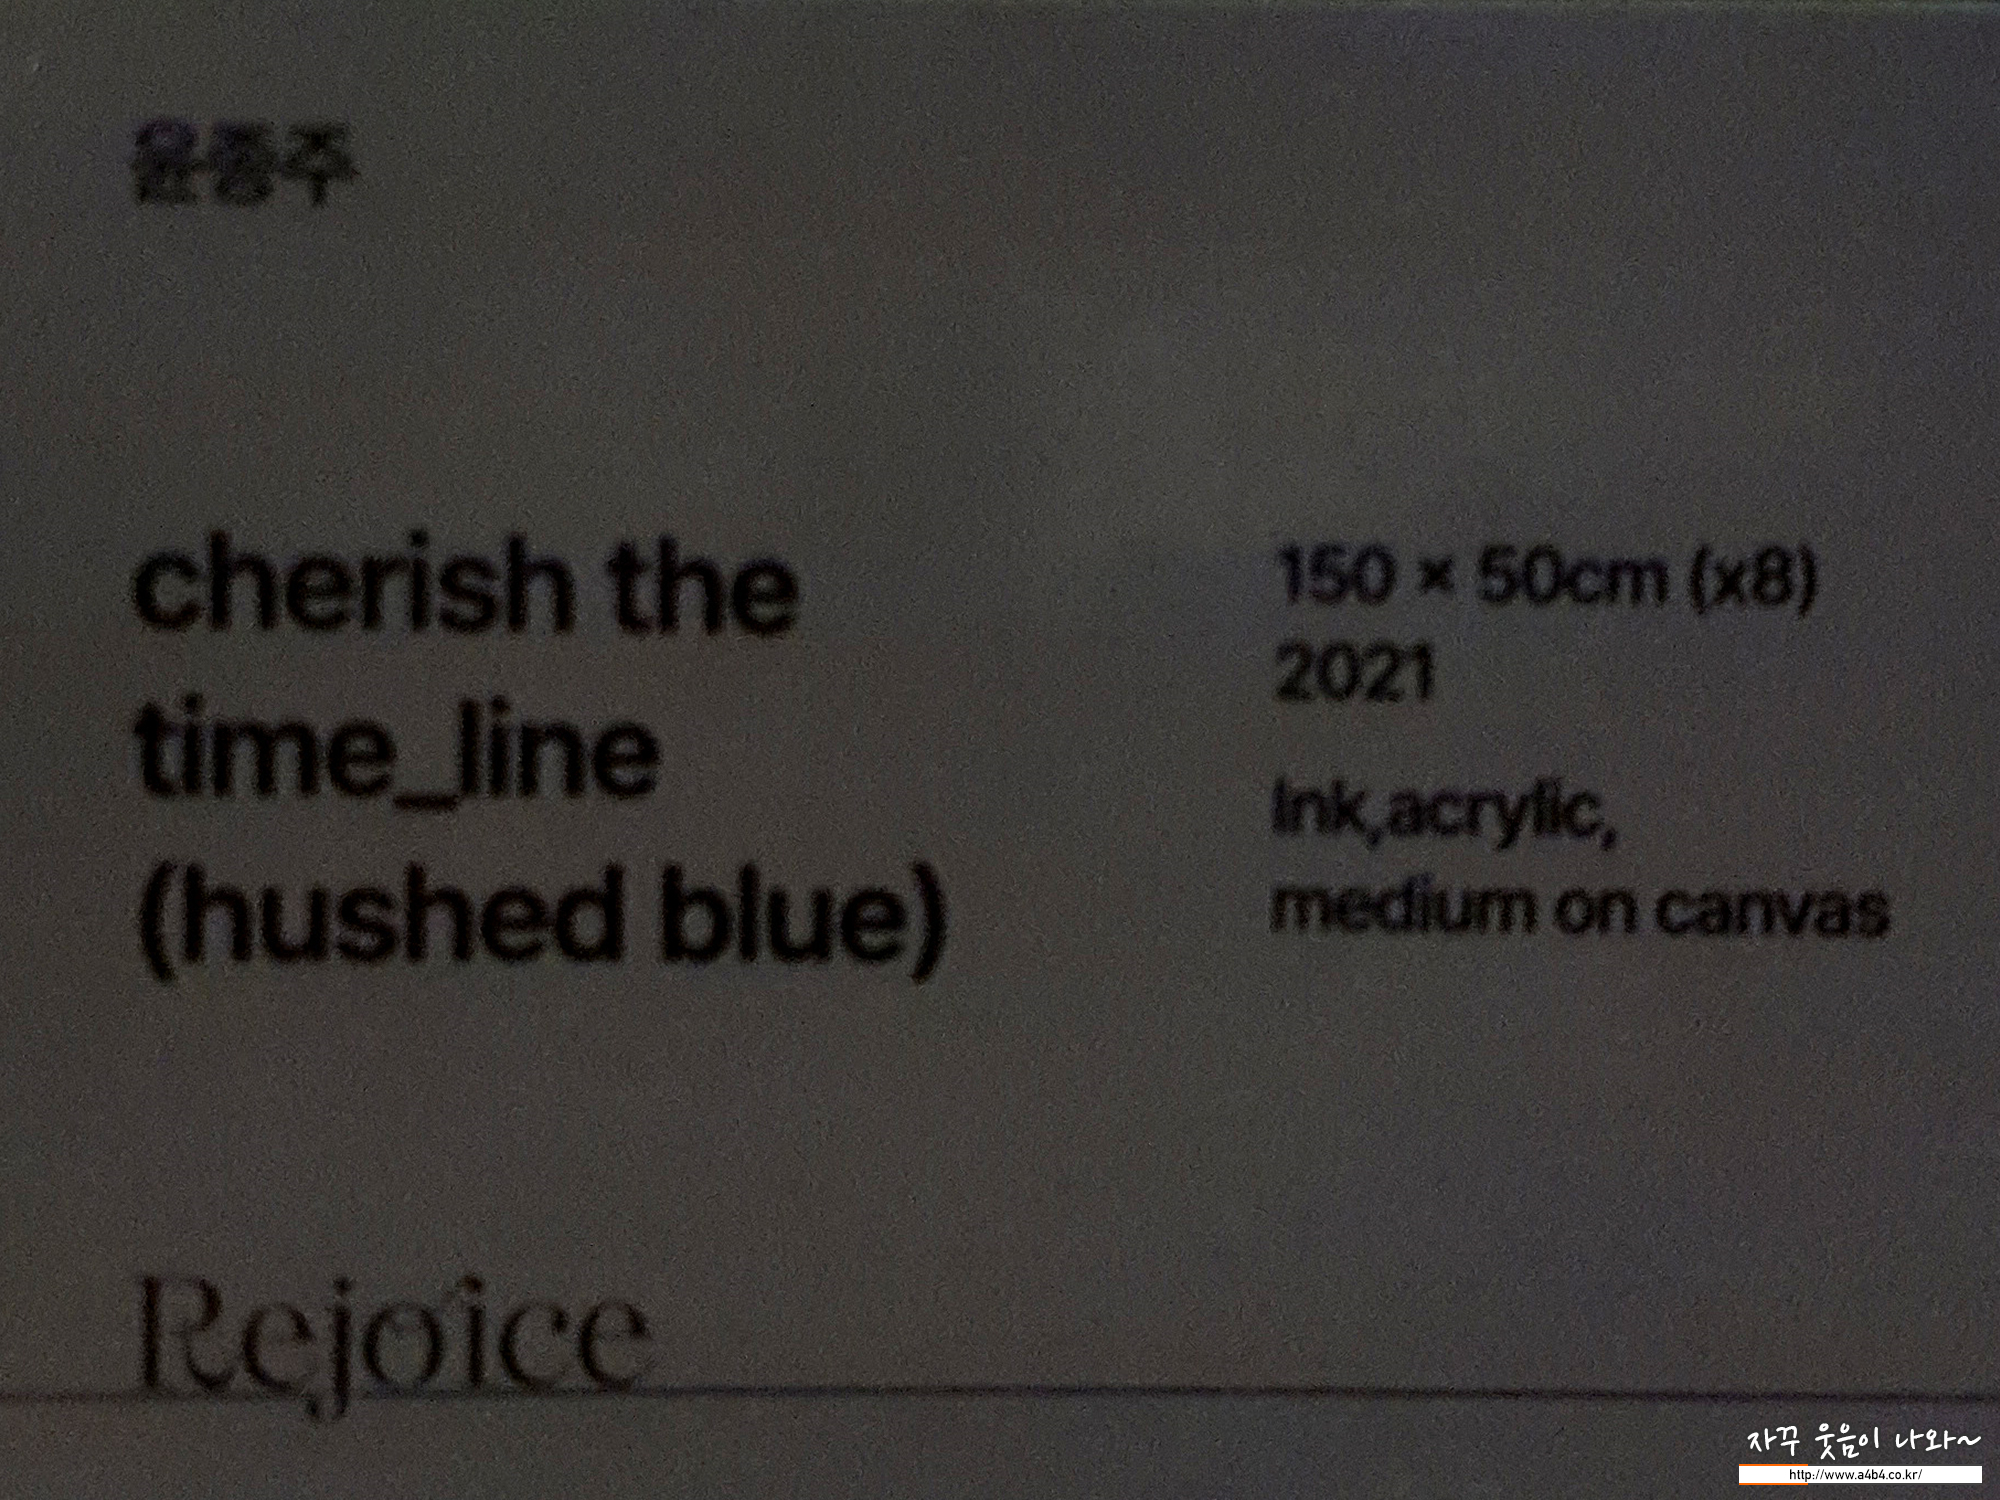 윤종주
cherish the
time_line
(hushed blue)
150 × 50cm (x8)
2021
Ink,acrylic,
medium on canvas
Rejoice
자꾸 웃음이 나와~
http://www.a4b4.co.kr/